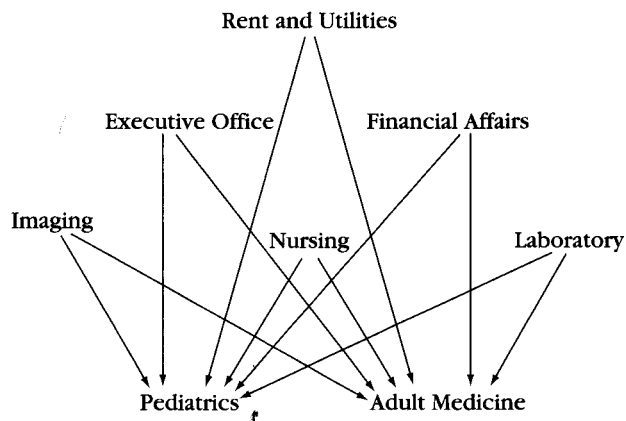 Rent and Utilities
Executive Office Financial Affairs
Imaging Nursing Laboratory
Pediatrics Adult Medicine